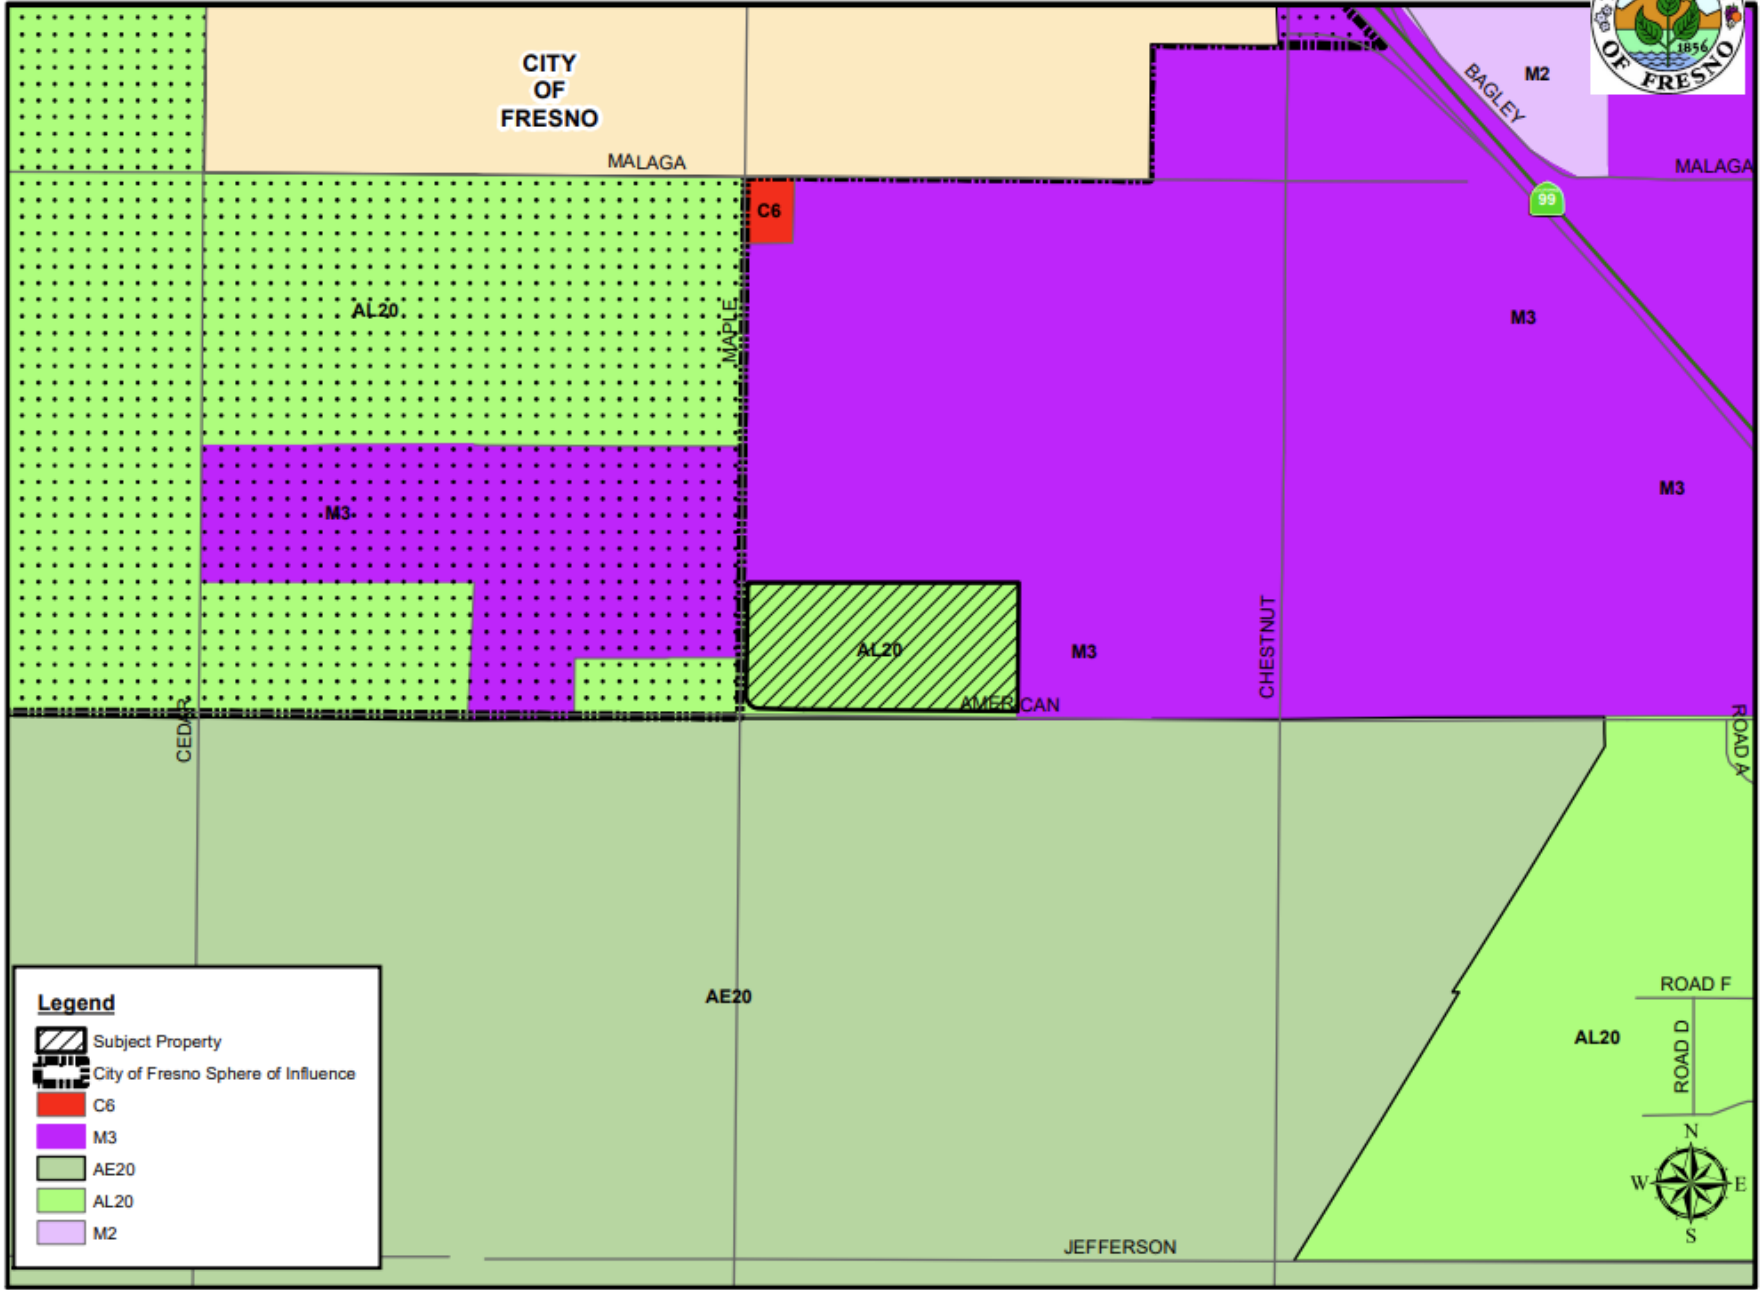 CITY
OF
FRESNO
1856
OF FRESNO
M2
BAGLEY
MALAGA
MALAGA
99
C6
AL20
MAPLE
M3
M3
M3
AL20
M3
CHESTNUT
AMERICAN
CEDAR
ROAD A
AE20
ROAD F
AL20
ROAD D
JEFFERSON
N
W
E
S
Legend
Subject Property
City of Fresno Sphere of Influence
C6
M3
AE20
AL20
M2